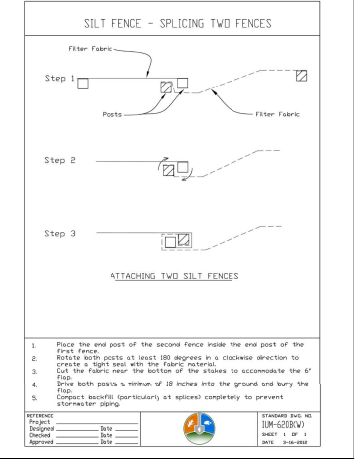 SILT FENCE - SPLICING TWO FENCES
Filter Fabric
Step 1
Posts
Filter Fabric
Step 2
Step 3
ATTACHING TWO SILT FENCES
1. Place the end post of the second fence inside the end post of the
first fence.
2. Rotate both posts at least 180 degrees in a clockwise direction to
create a tight seal with the fabric material.
3. Cut the fabric near the bottom of the stakes to accommodate the 6"
flap.
4. Drive both posts a minimum of 18 inches into the ground and bury the
flap.
5. Compact backfill (particularly at splices) completely to prevent
stormwater piping.
REFERENCE
Project
Designed Date
Checked Date
Approved Date
STANDARD DWG. NO.
IUM-620B(W)
SHEET 1 OF 1
DATE 3-16-2012